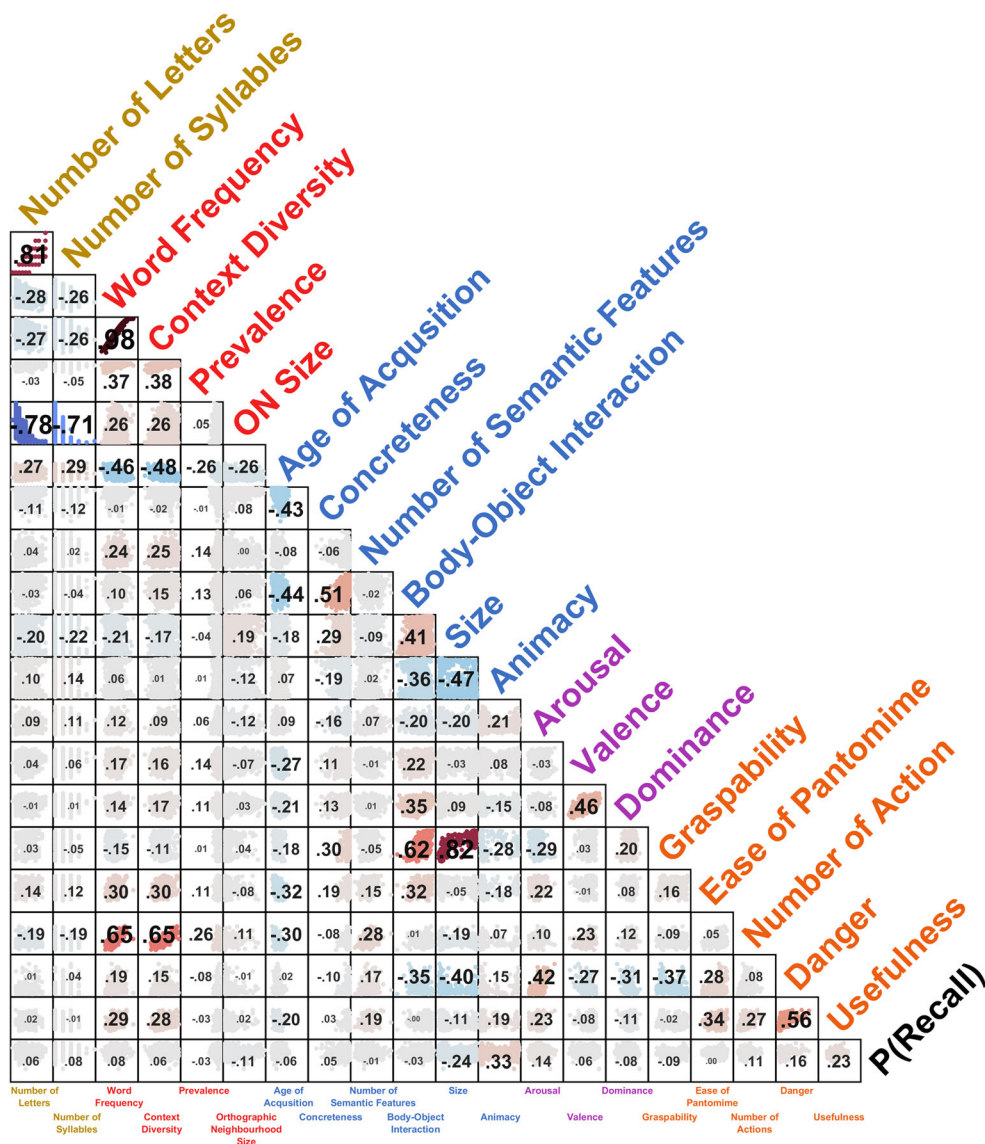 Number of Letters
Number of Syllables
Word Frequency
Context Diversity
Prevalence
ON Size
Age of Acqusition
Concreteness
Number of Semantic Features
Body-Object Interaction
Size
Animacy
Arousal
Valence
Dominance
Graspability
Ease of Pantomime
Number of Action
Danger
Usefulness
P(Recall)
.81
-.28 -.26
-.27 -.26 .98
-.03 -.05 .37 .38
-.78 -.71 .26 .26 .05
.27 .29 -.46 -.48 -.26 -.26
-.11 -.12 -.01 -.02 -.01 .08 -.43
.04 .02 .24 .25 .14 .00 -.08 -.06
-.03 -.04 .10 .15 .13 .06 -.44 .51 -.02
-.20 -.22 -.21 -.17 -.04 .19 -.18 .29 -.09 .41
.10 .14 .06 .01 .01 -.12 .07 -.19 .02 -.36 -.47
.09 .11 .12 .09 .06 -.12 .09 -.16 .07 -.20 -.20 .21
.04 .06 .17 .16 .14 -.07 -.27 .11 -.01 .22 -.03 .08 -.03
-.01 .01 .14 .17 .11 .03 -.21 .13 .01 .35 .09 -.15 -.08 .46
.03 -.05 -.15 -.11 .01 .04 -.18 .30 -.05 .62 .82 -.28 -.29 .03 .20
.14 .12 .30 .30 .11 -.08 -.32 .19 .15 .32 -.05 -.18 .22 -.01 .08 .16
-.19 -.19 .65 .65 .26 .11 -.30 -.08 .28 .01 -.19 .07 .10 .23 .12 -.09 .05
.01 .04 .19 .15 -.08 -.01 .02 -.10 .17 -.35 -.40 .15 .42 -.27 -.31 -.37 .28 .08
.02 -.01 .29 .28 -.03 .02 -.20 .03 .19 -.00 -.11 .19 .23 -.08 -.11 -.02 .34 .27 .56
.06 .08 .08 .06 -.03 -.11 -.06 .05 -.01 -.03 -.24 .33 .14 .06 -.08 -.09 .00 .11 .16 .23
Number of
Letters
Number of
Syllables
Word
Frequency
Context
Diversity
Prevalence
Orthographic
Neighbourhood
Size
Age of
Acqusition
Concreteness
Number of
Semantic Features
Body-Object
Interaction
Size
Animacy
Arousal
Valence
Dominance
Graspability
Ease of
Pantomime
Number of
Actions
Danger
Usefulness